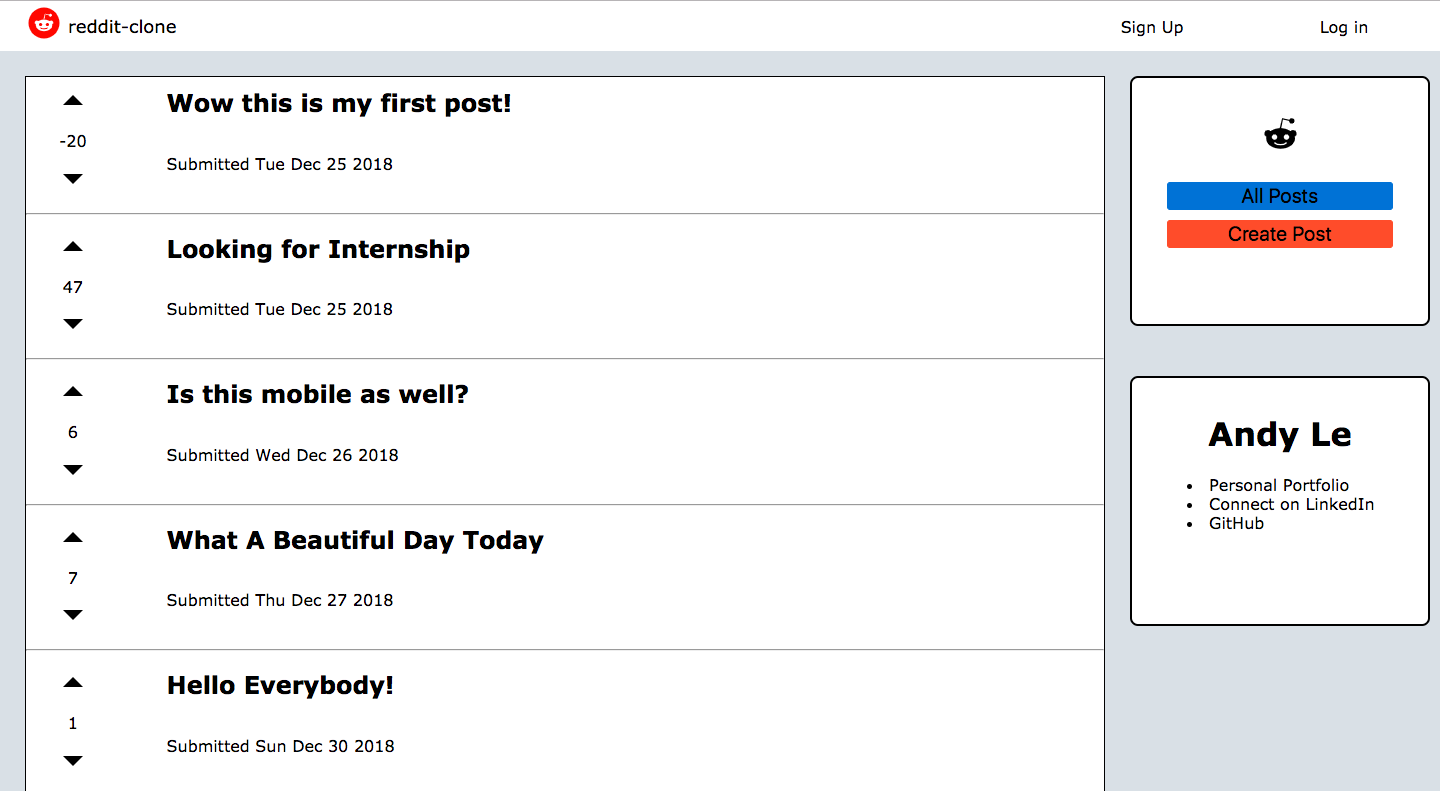 reddit-clone
Sign Up
Log in
Wow this is my first post!
-20
Submitted Tue Dec 25 2018
Looking for Internship
47
Submitted Tue Dec 25 2018
Is this mobile as well?
6
Submitted Wed Dec 26 2018
What A Beautiful Day Today
7
Submitted Thu Dec 27 2018
Hello Everybody!
1
Submitted Sun Dec 30 2018
All Posts
Create Post
Andy Le
Personal Portfolio
Connect on LinkedIn
GitHub